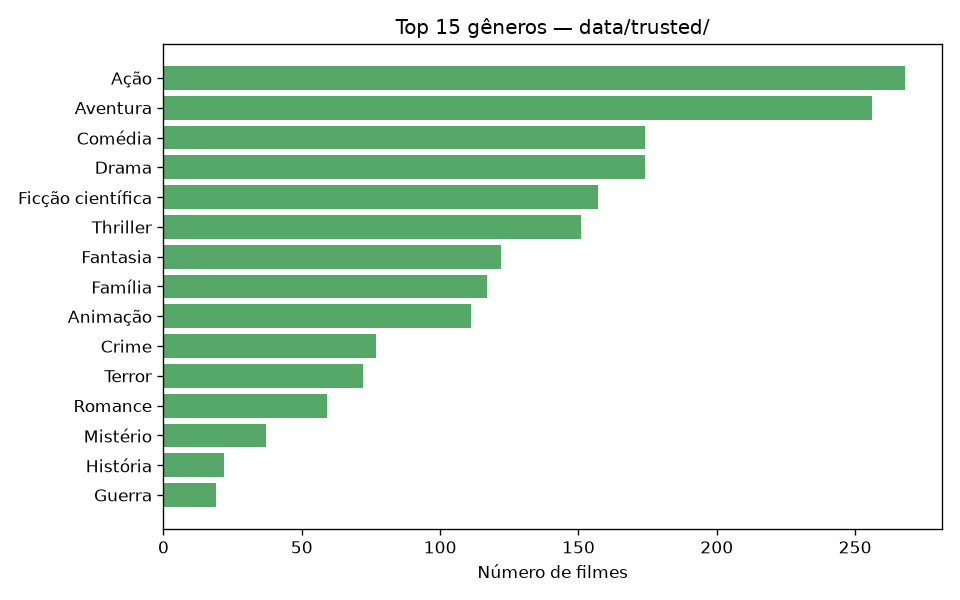 Top 15 gêneros — data/trusted/
Ação
Aventura
Comédia
Drama
Ficção científica
Thriller
Fantasia
Família
Animação
Crime
Terror
Romance
Mistério
História
Guerra
0 50 100 150 200 250
Número de filmes